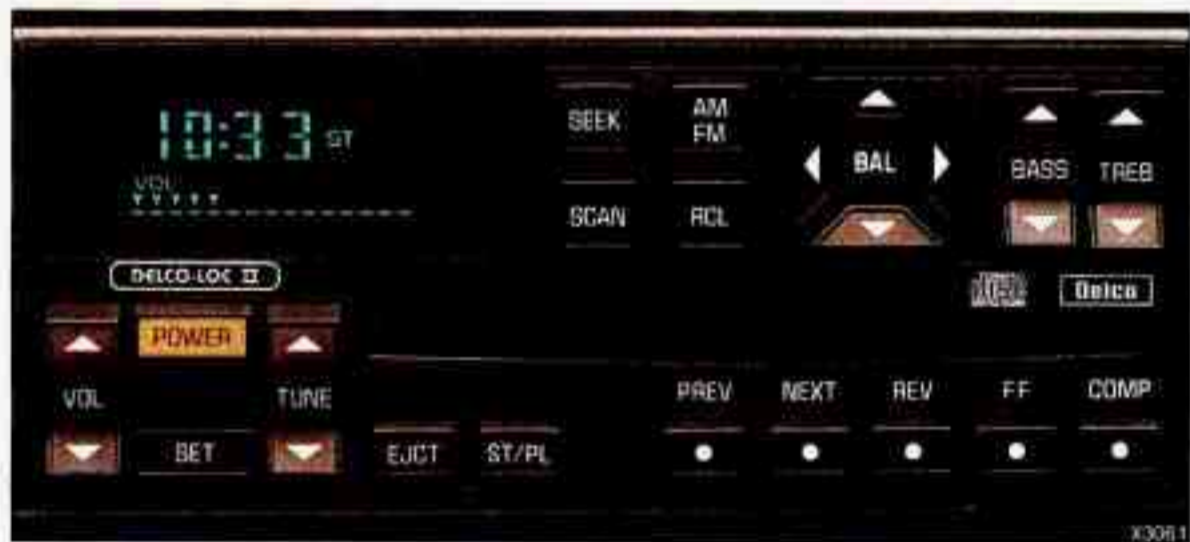 10:33 ST
VOL
DELCO-LOC II
POWER
VOL
TUNE
SET
EJCT
ST/PL
SEEK
AM
FM
SCAN
RCL
BAL
BASS
TREB
disc
Delco
PREV
NEXT
REV
FF
COMP
X3061